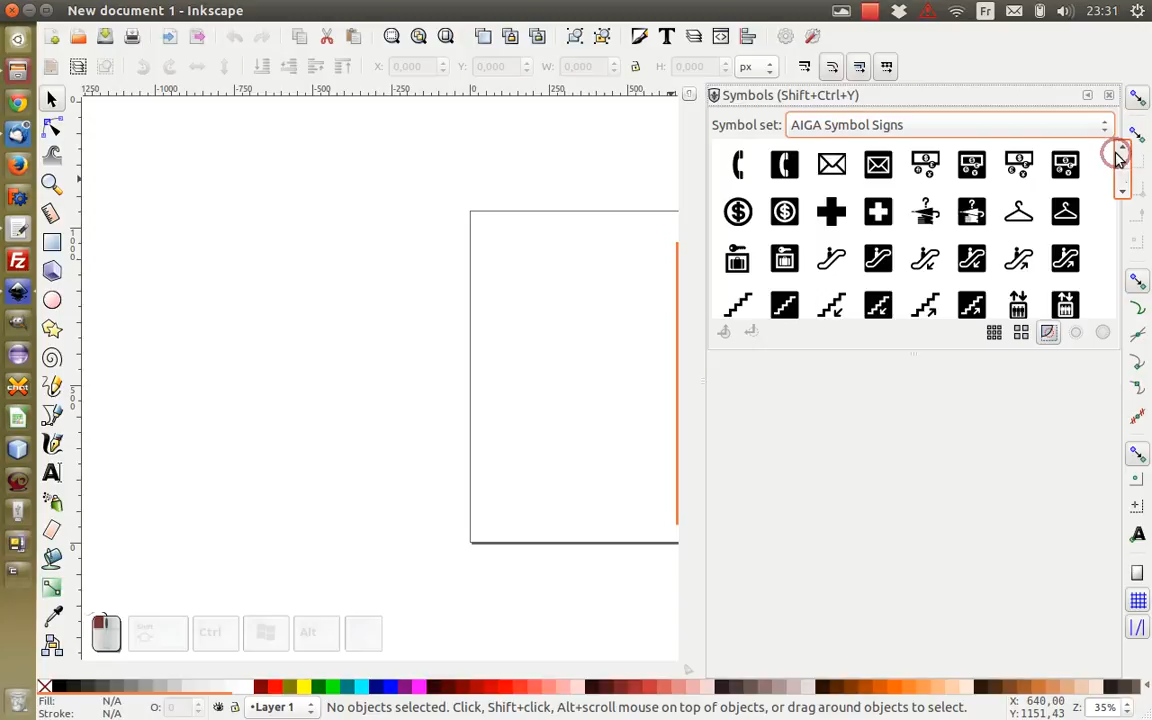 New document 1 - Inkscape
Fr
23:31
X:
0,000
Y:
0,000
W:
0,000
H:
0,000
px
1250
-1000
-750
-500
-250
0
250
500
Symbols (Shift+Ctrl+Y)
Symbol set:
AIGA Symbol Signs
Ctrl
Alt
Fill:
N/A
Stroke:
N/A
O:
0
Layer 1
No objects selected. Click, Shift+click, Alt+scroll mouse on top of objects, or drag around objects to select.
X: 640,00
Y:1151,43
Z:
35%